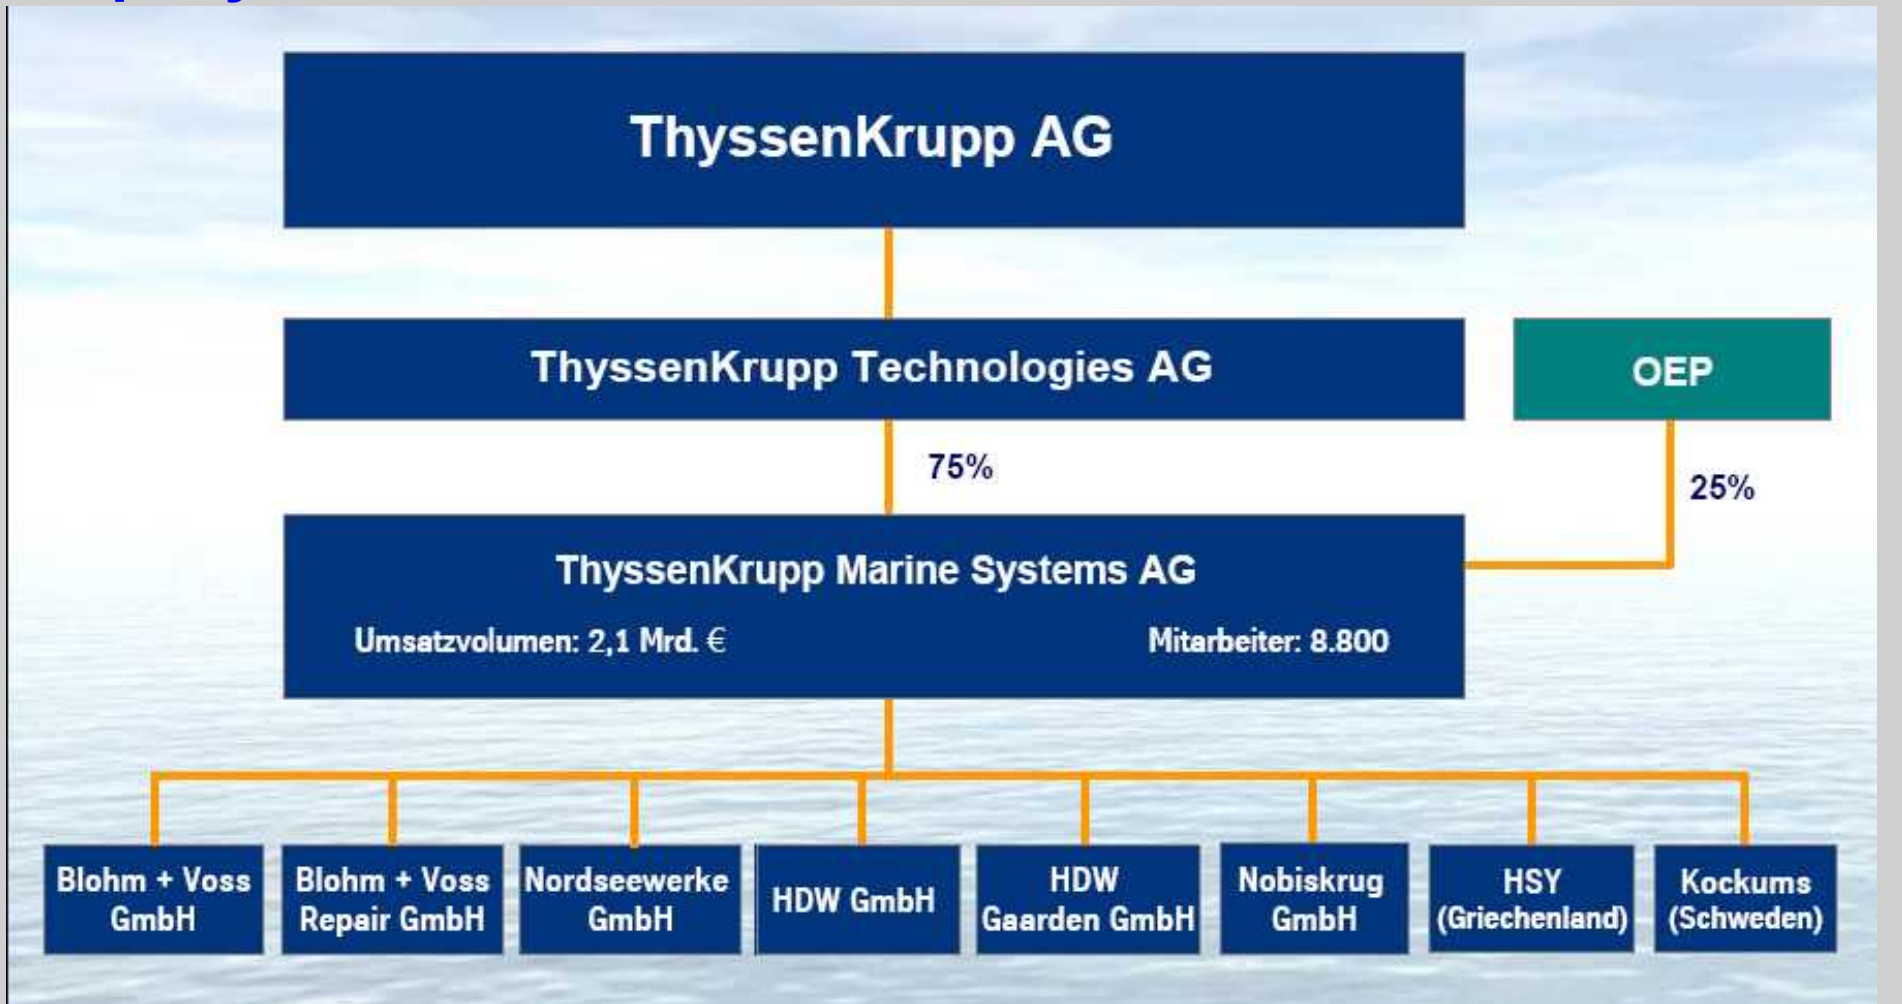 ThyssenKrupp AG
ThyssenKrupp Technologies AG
OEP
75%
25%
ThyssenKrupp Marine Systems AG
Umsatzvolumen: 2,1 Mrd. €
Mitarbeiter: 8.800
Blohm + Voss
GmbH
Blohm + Voss
Repair GmbH
Nordseewerke
GmbH
HDW GmbH
HDW
Gaarden GmbH
Nobiskrug
GmbH
HSY
(Griechenland)
Kockums
(Schweden)